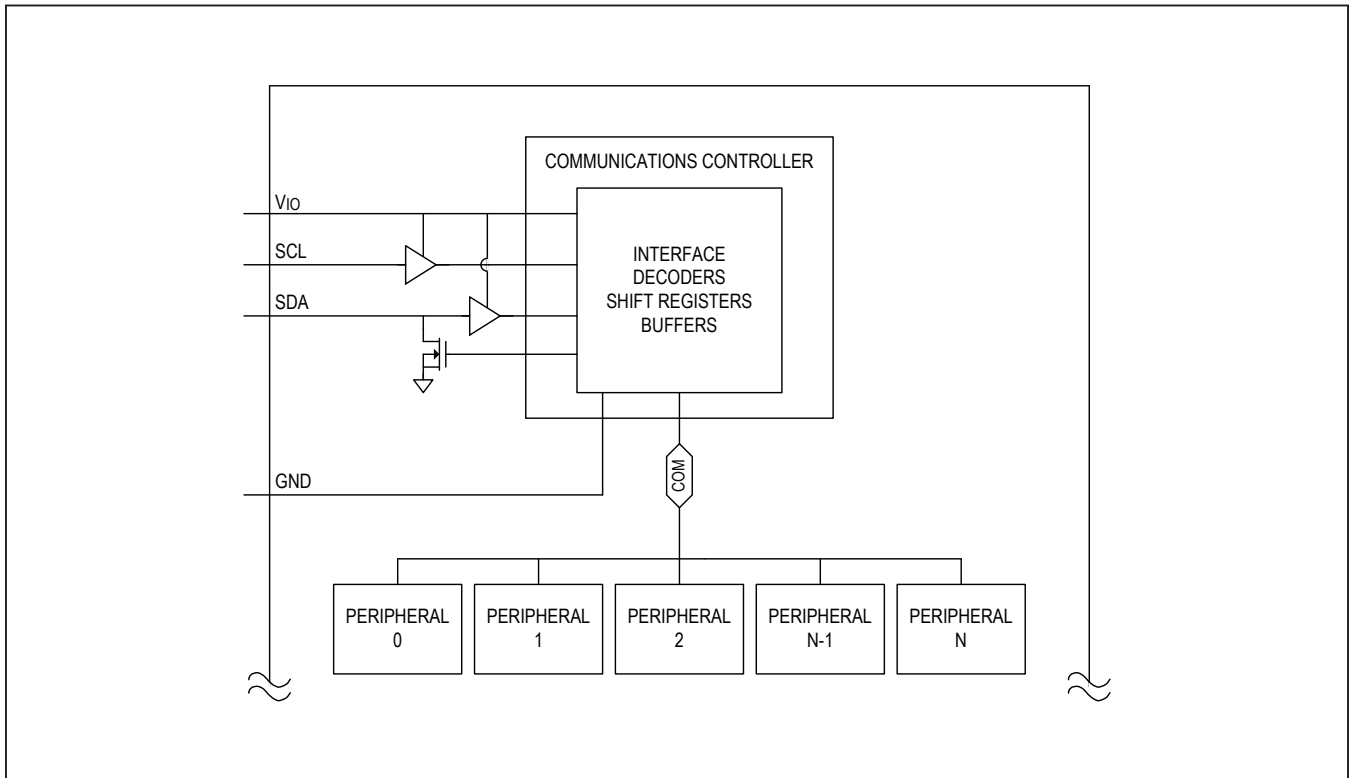 COMMUNICATIONS CONTROLLER
VIO
SCL
SDA
INTERFACE
DECODERS
SHIFT REGISTERS
BUFFERS
GND
COM
PERIPHERAL
0
PERIPHERAL
1
PERIPHERAL
2
PERIPHERAL
N-1
PERIPHERAL
N